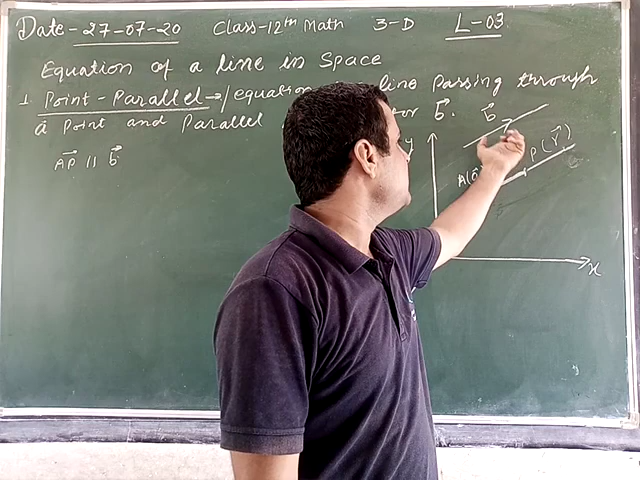 Date - 27-07-20 Class-12th Math 3-D L-03
Equation of a line in Space
1. Point-Parallel → / equation line Passing through
a Point and Parallel or b⃗.
AP⃗ || b⃗
b⃗
y
P(r⃗)
x